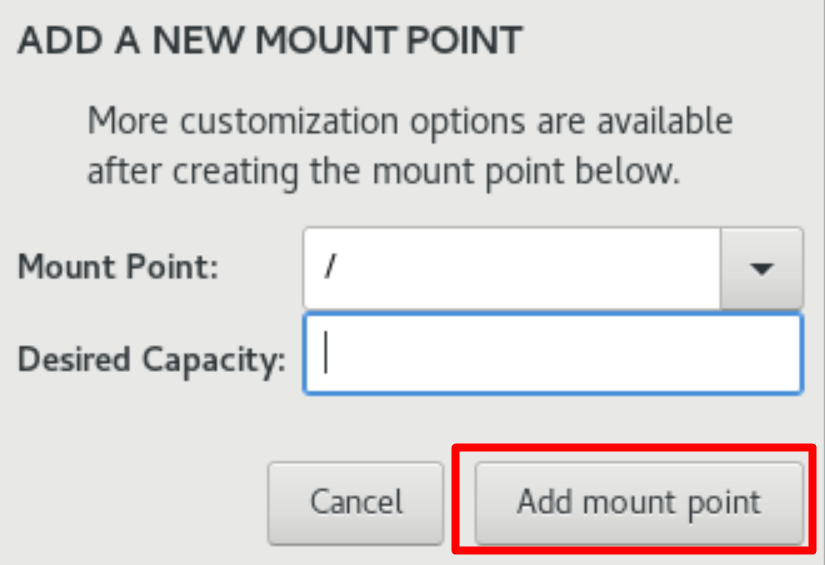 ADD A NEW MOUNT POINT
More customization options are available
after creating the mount point below.
Mount Point: /
Desired Capacity:
Cancel Add mount point